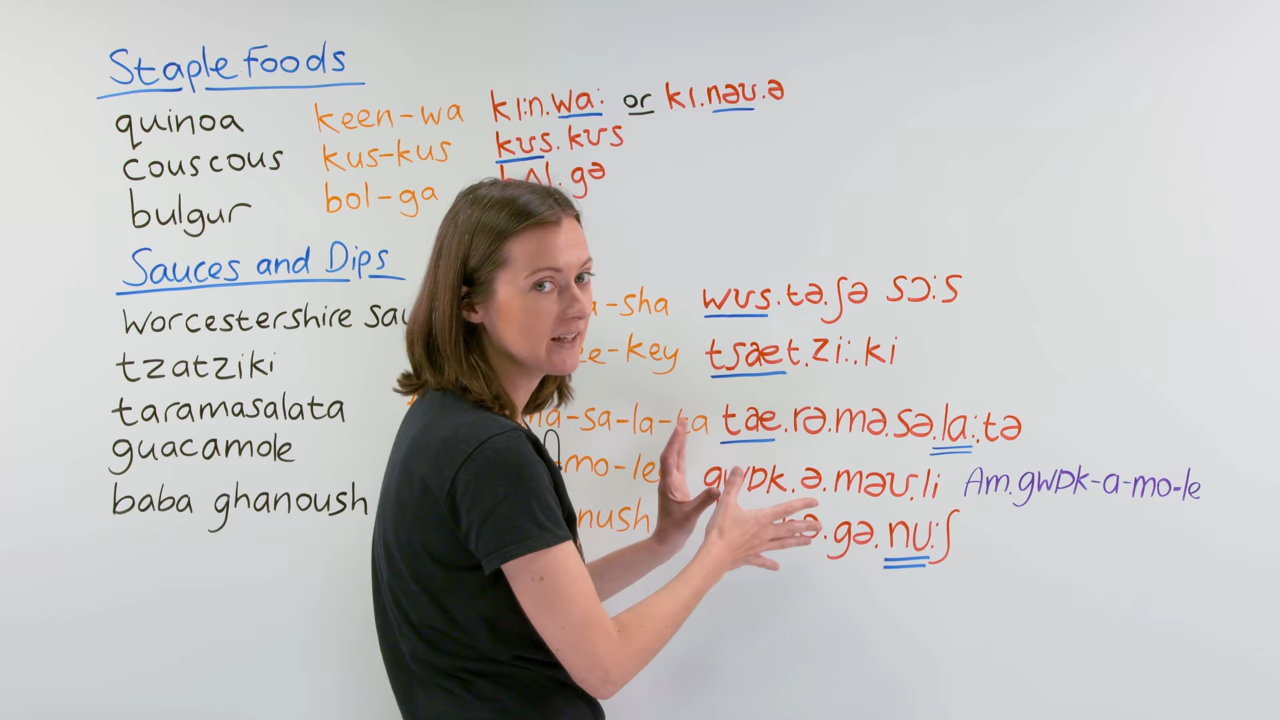 Staple Foods
quinoa keen-wa kɪːn.waː or kɪ.nəʊ.ə
couscous kus-kus kʊs.kʊs
bulgur bol-ga .gə
Sauces and Dips
Worcestershire -sha wʊs.tə.ʃə sɔːs
tzatziki -key tsæt.ziː.ki
taramasalata -sa-la-ta tæ.rə.mə.sə.laː.tə
guacamole mo-le gwɒk.ə.məʊ.li Am.gwɒk-a-mo-le
baba ghanoush nush .gə.nuːʃ